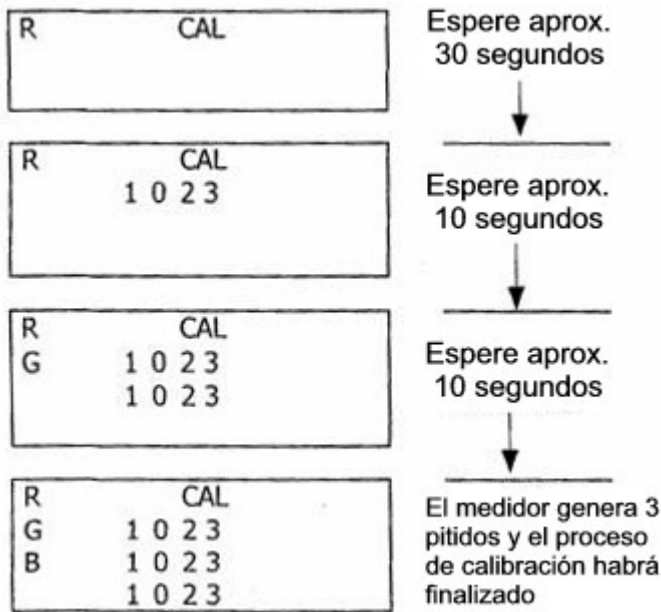 R CAL
Espere aprox.
30 segundos
R CAL
1 0 2 3
Espere aprox.
10 segundos
R CAL
G 1 0 2 3
1 0 2 3
Espere aprox.
10 segundos
R CAL
G 1 0 2 3
B 1 0 2 3
1 0 2 3
El medidor genera 3
pitidos y el proceso
de calibración habrá
finalizado